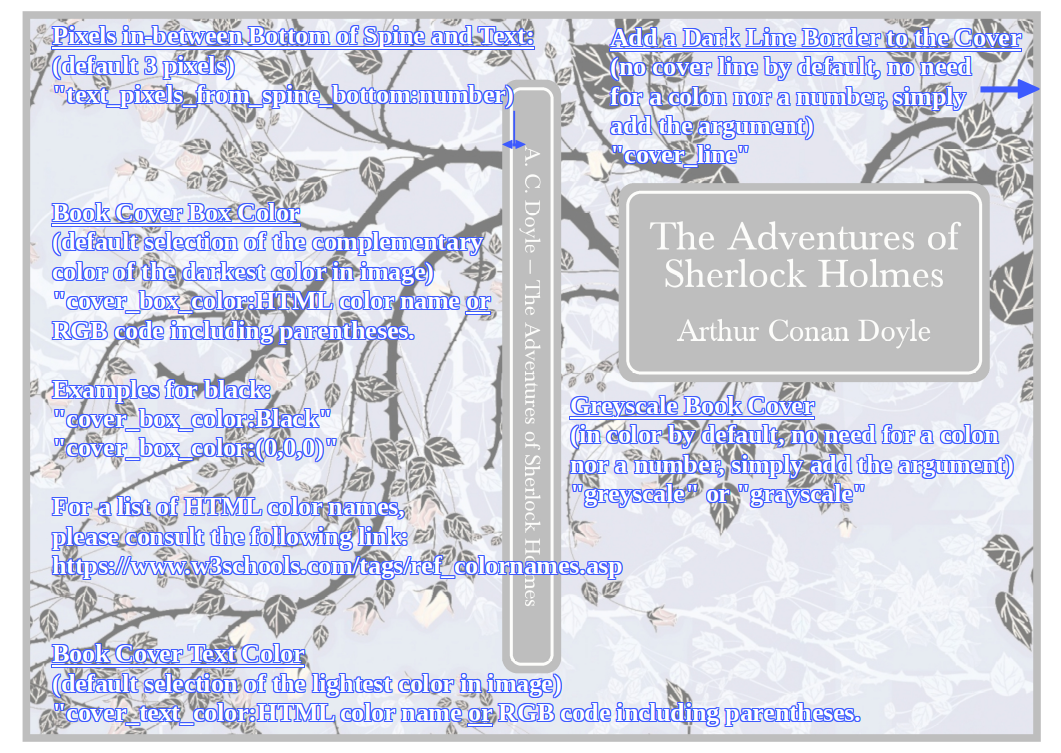 Pixels in-between Bottom of Spine and Text:
(default 3 pixels)
"text_pixels_from_spine_bottom:number)
Book Cover Box Color
(default selection of the complementary
color of the darkest color in image)
"cover_box_color:HTML color name or
RGB code including parentheses.
Examples for black:
"cover_box_color:Black"
"cover_box_color:(0,0,0)"
For a list of HTML color names,
please consult the following link:
https://www.w3schools.com/tags/ref_colornames.asp
Book Cover Text Color
(default selection of the lightest color in image)
"cover_text_color:HTML color name or RGB code including parentheses.
A. C. Doyle – The Adventures of Sherlock Holmes
Add a Dark Line Border to the Cover
(no cover line by default, no need
for a colon nor a number, simply
add the argument)
"cover_line"
The Adventures of
Sherlock Holmes
Arthur Conan Doyle
Greyscale Book Cover
(in color by default, no need for a colon
nor a number, simply add the argument)
"greyscale" or "grayscale"